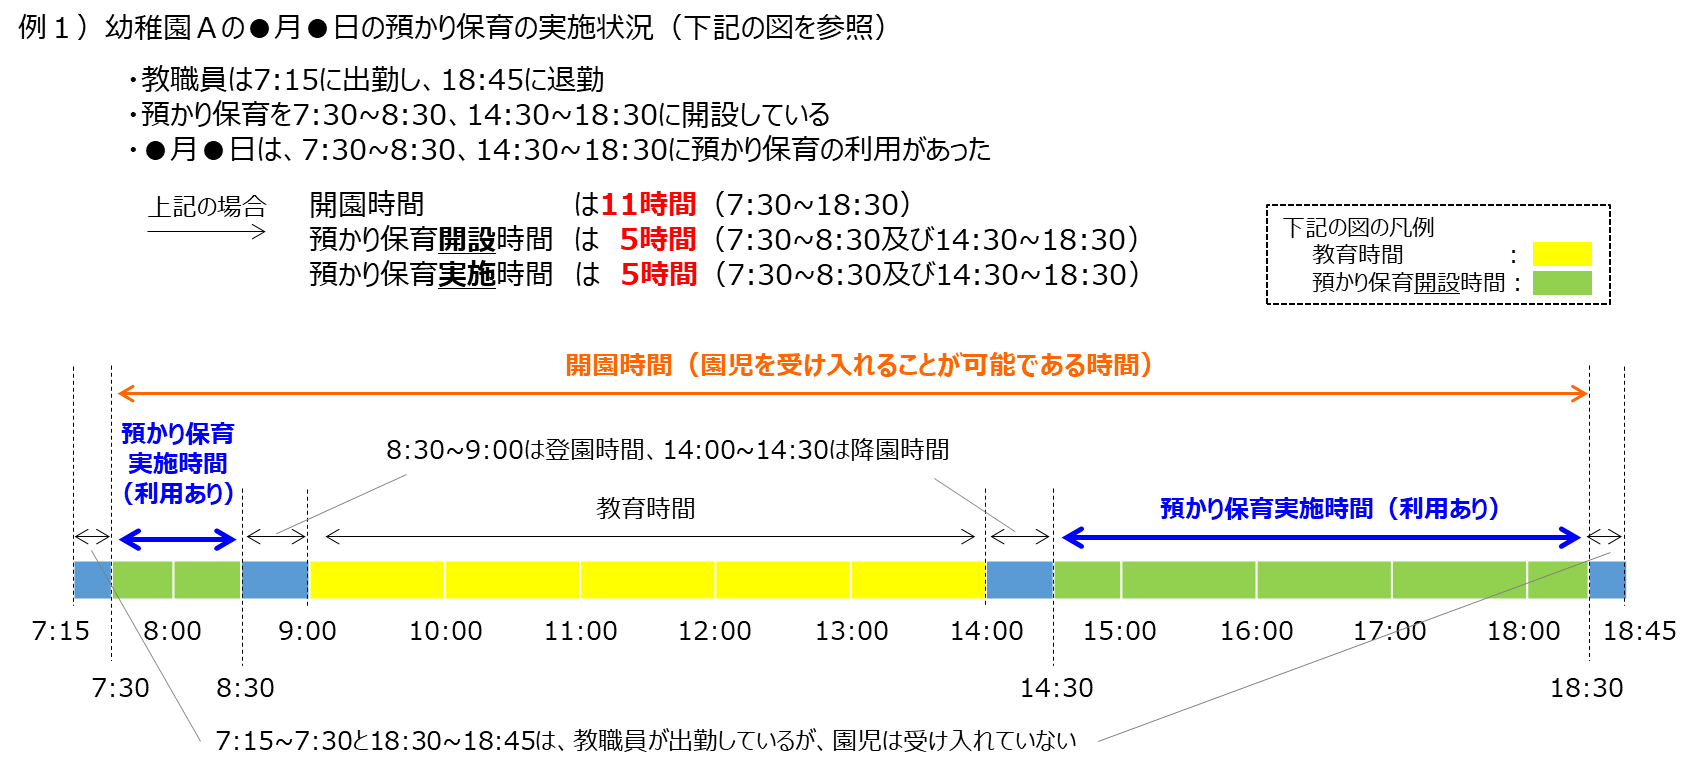 例１）幼稚園Ａの●月●日の預かり保育の実施状況（下記の図を参照）
・教職員は7:15に出勤し、18:45に退勤
・預かり保育を7:30~8:30、14:30~18:30に開設している
・●月●日は、7:30~8:30、14:30~18:30に預かり保育の利用があった
上記の場合
開園時間 は11時間（7:30~18:30）
預かり保育開設時間 は 5時間（7:30~8:30及び14:30~18:30）
預かり保育実施時間 は 5時間（7:30~8:30及び14:30~18:30）
下記の図の凡例
教育時間 :
預かり保育開設時間 :
開園時間（園児を受け入れることが可能である時間）
預かり保育
実施時間
（利用あり）
8:30~9:00は登園時間、14:00~14:30は降園時間
教育時間
預かり保育実施時間（利用あり）
7:15 8:00 9:00 10:00 11:00 12:00 13:00 14:00 15:00 16:00 17:00 18:00 18:45
7:30 8:30 14:30 18:30
7:15~7:30と18:30~18:45は、教職員が出勤しているが、園児は受け入れていない